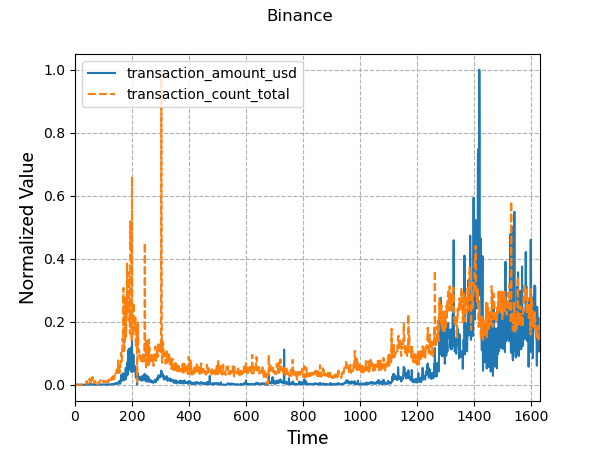 Binance
transaction_amount_usd
transaction_count_total
Normalized Value
1.0
0.8
0.6
0.4
0.2
0.0
0 200 400 600 800 1000 1200 1400 1600
Time